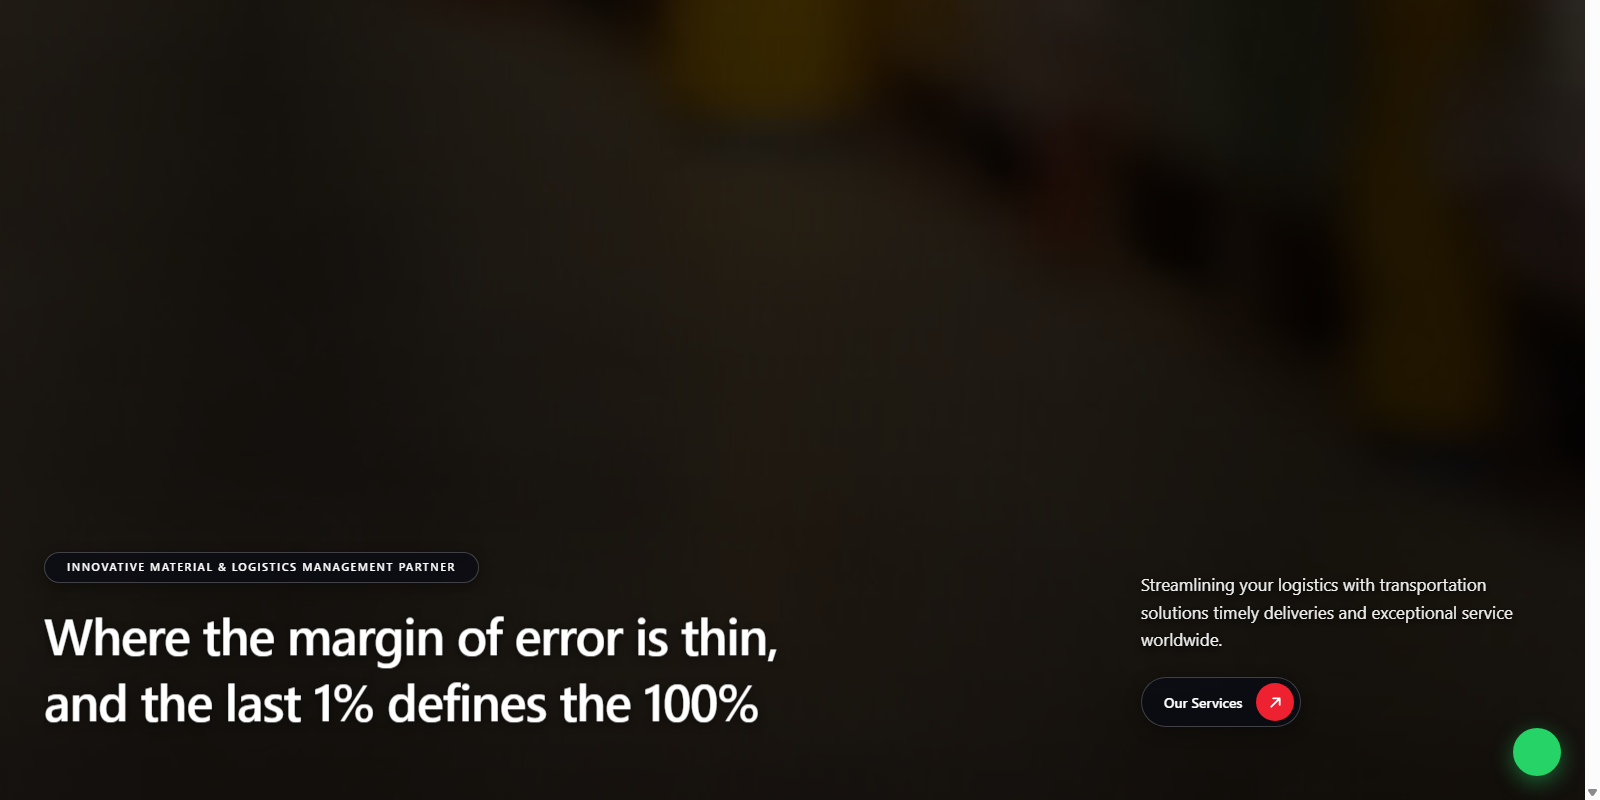 INNOVATIVE MATERIAL & LOGISTICS MANAGEMENT PARTNER
Where the margin of error is thin,
and the last 1% defines the 100%
Streamlining your logistics with transportation
solutions timely deliveries and exceptional service
worldwide.
Our Services